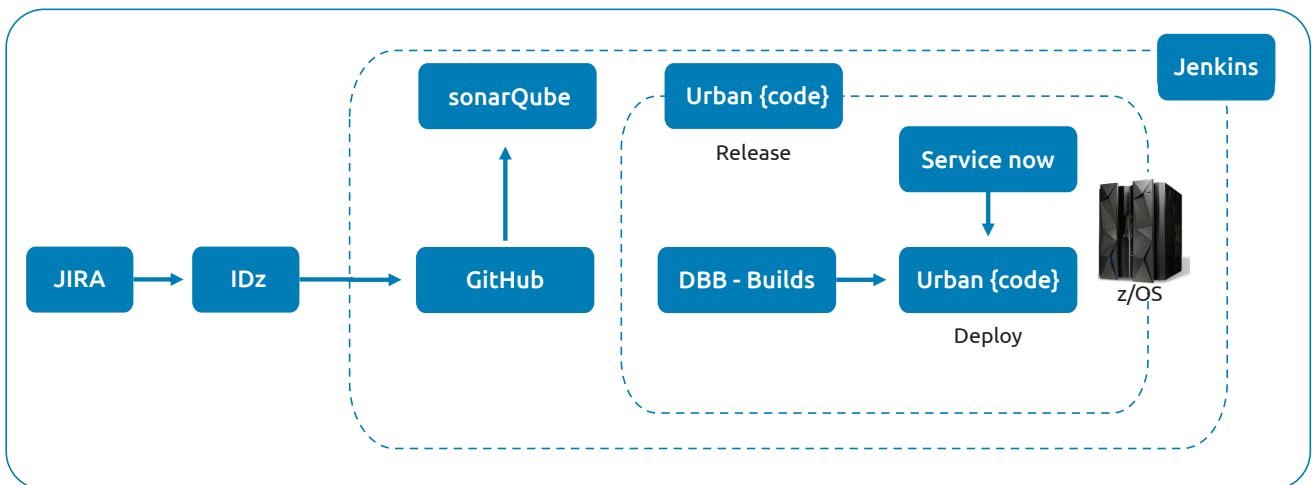 Jenkins
sonarQube
Urban {code}
Release
Service now
JIRA
IDz
GitHub
DBB - Builds
Urban {code}
z/OS
Deploy